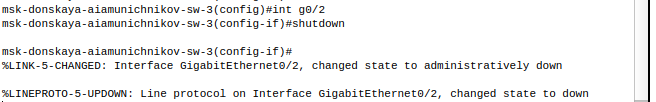 msk-donskaya-aiamunichnikov-sw-3(config)#int g0/2
msk-donskaya-aiamunichnikov-sw-3(config-if)#shutdown
msk-donskaya-aiamunichnikov-sw-3(config-if)#
%LINK-5-CHANGED: Interface GigabitEthernet0/2, changed state to administratively down
%LINEPROTO-5-UPDOWN: Line protocol on Interface GigabitEthernet0/2, changed state to down